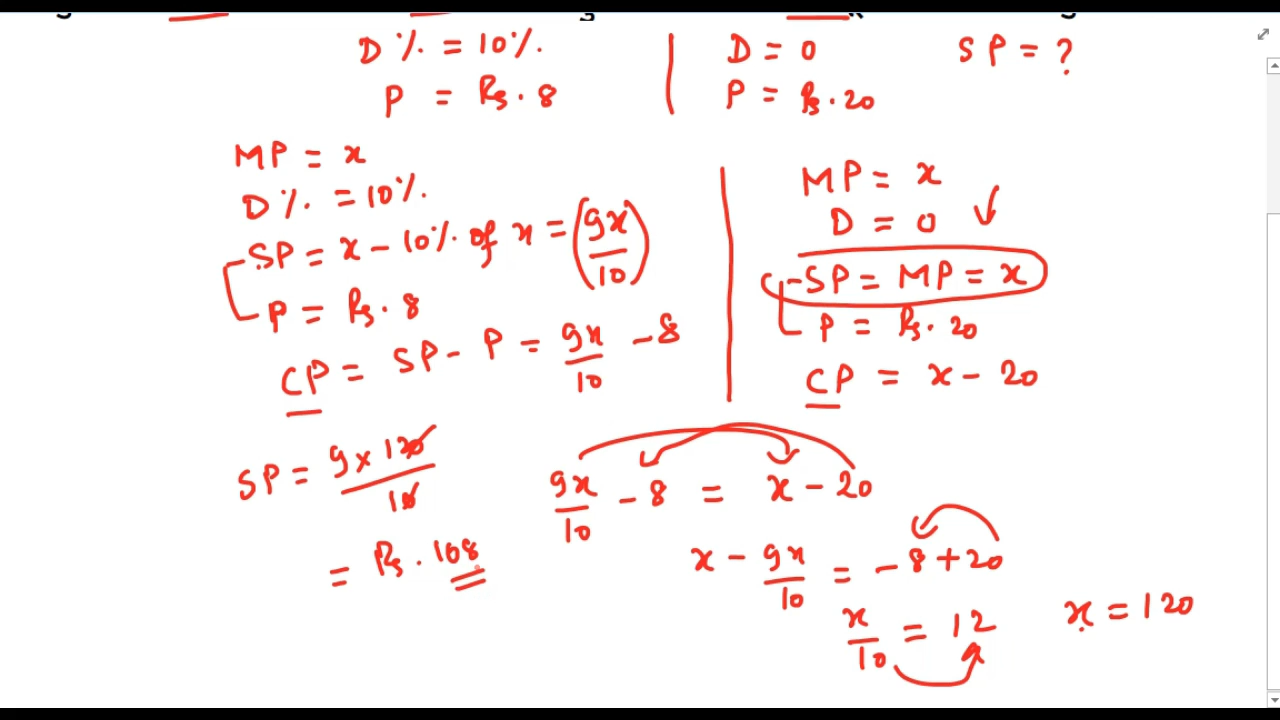 D % = 10%
P = Rs. 8
D = 0
P = Rs. 20
SP = ?
MP = x
D % = 10%
SP = x - 10% of x = (9x/10)
P = Rs. 8
CP = SP - P = 9x/10 - 8
SP = 9 x 120/10
= Rs. 108
MP = x
D = 0
SP = MP = x
P = Rs. 20
CP = x - 20
9x/10 - 8 = x - 20
x - 9x/10 = -8 + 20
x/10 = 12
x = 120